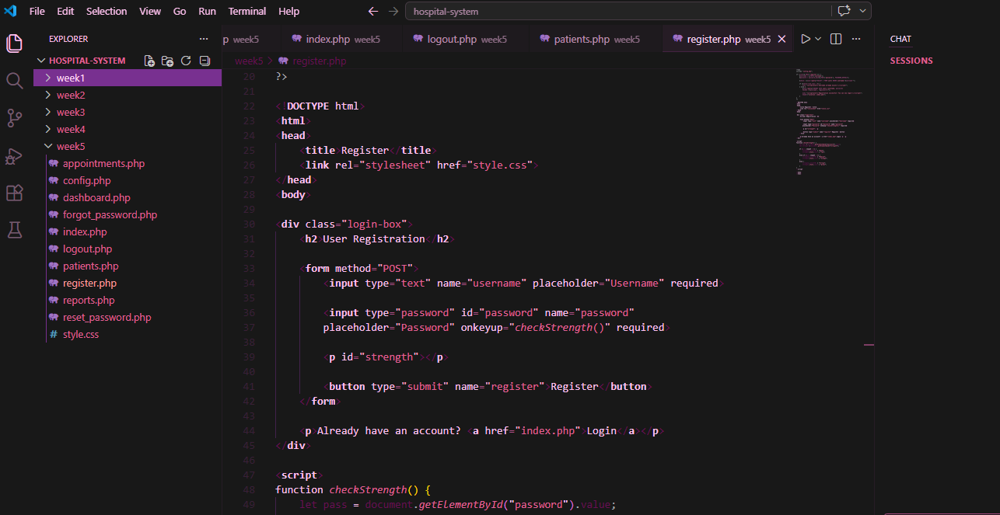 File Edit Selection View Go Run Terminal Help
hospital-system
EXPLORER
HOSPITAL-SYSTEM
week1
week2
week3
week4
week5
appointments.php
config.php
dashboard.php
forgot_password.php
index.php
logout.php
patients.php
register.php
reports.php
reset_password.php
# style.css
p week5 index.php week5 logout.php week5 patients.php week5 register.php week5
week5 > register.php
20 ?>
21
22 <!DOCTYPE html>
23 <html>
24 <head>
25 <title>Register</title>
26 <link rel="stylesheet" href="style.css">
27 </head>
28 <body>
29
30 <div class="login-box">
31 <h2>User Registration</h2>
32
33 <form method="POST">
34 <input type="text" name="username" placeholder="Username" required>
35
36 <input type="password" id="password" name="password"
37 placeholder="Password" onkeyup="checkStrength()" required>
38
39 <p id="strength"></p>
40
41 <button type="submit" name="register">Register</button>
42 </form>
43
44 <p>Already have an account? <a href="index.php">Login</a></p>
45 </div>
46
47 <script>
48 function checkStrength() {
49 let pass = document.getElementById("password").value;
CHAT
SESSIONS